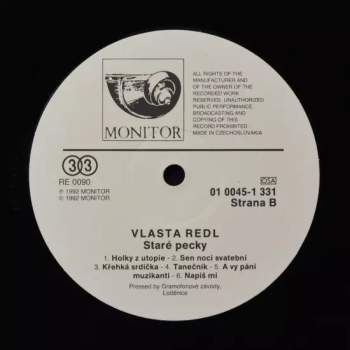 MONITOR
ALL RIGHTS OF THE
MANUFACTURER AND
OF THE OWNER OF THE
RECORDED WORK
RESERVED. UNAUTHORIZED
PUBLIC PERFORMANCE,
BROADCASTING AND
COPYING OF THIS
RECORD PROHIBITED
MADE IN CZECHOSLOVAKIA
33
RE 0090
℗ 1992 MONITOR
© 1992 MONITOR
OSA
01 0045-1 331
Strana B
VLASTA REDL
Staré pecky
1. Holky z utopie - 2. Sen noci svatební
3. Křehká srdíčka - 4. Tanečník - 5. A vy páni
muzikanti - 6. Napiš mi
Pressed by Gramofonové závody,
Loděnice